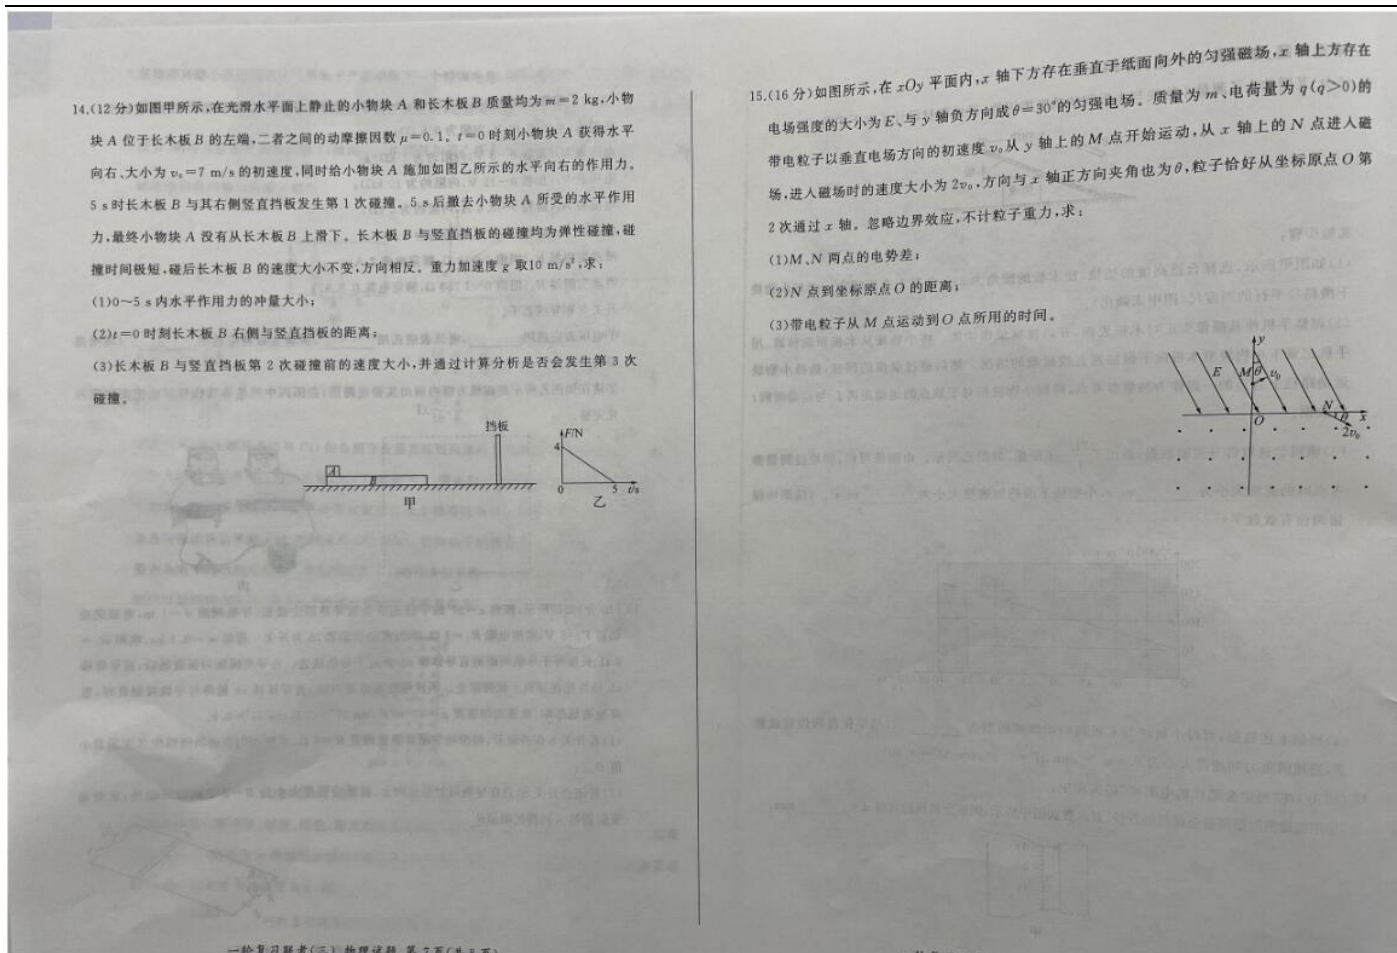 14.(12分)如图甲所示,在光滑水平面上静止的小物块A和长木板B质量均为m=2 kg,小物
块A位于长木板B的左端,二者之间的动摩擦因数μ=0.1。t=0时刻小物块A获得水平
向右、大小为v₀=7 m/s的初速度,同时给小物块A施加如图乙所示的水平向右的作用力。
5 s时长木板B与其右侧竖直挡板发生第1次碰撞。5 s后撤去小物块A所受的水平作用
力,最终小物块A没有从长木板B上滑下。长木板B与竖直挡板的碰撞均为弹性碰撞,碰
撞时间极短,碰后长木板B的速度大小不变,方向相反。重力加速度g取10 m/s²,求:
(1)0~5 s内水平作用力的冲量大小;
(2)t=0时刻长木板B右侧与竖直挡板的距离;
(3)长木板B与竖直挡板第2次碰撞前的速度大小,并通过计算分析是否会发生第3次
碰撞。
挡板
A
B
甲
F/N
4
0
5
t/s
乙
一轮复习联考(三) 物理试题 第7页(共8页)
15.(16分)如图所示,在xOy平面内,x轴下方存在垂直于纸面向外的匀强磁场,x轴上方存在
电场强度的大小为E、与y轴负方向成θ=30°的匀强电场。质量为m、电荷量为q(q>0)的
带电粒子以垂直电场方向的初速度v₀从y轴上的M点开始运动,从x轴上的N点进入磁
场,进入磁场时的速度大小为2v₀,方向与x轴正方向夹角也为θ,粒子恰好从坐标原点O第
2次通过x轴。忽略边界效应,不计粒子重力,求:
(1)M、N两点的电势差;
(2)N点到坐标原点O的距离;
(3)带电粒子从M点运动到O点所用的时间。
y
E
M
θ
v₀
N
θ
x
O
2v₀